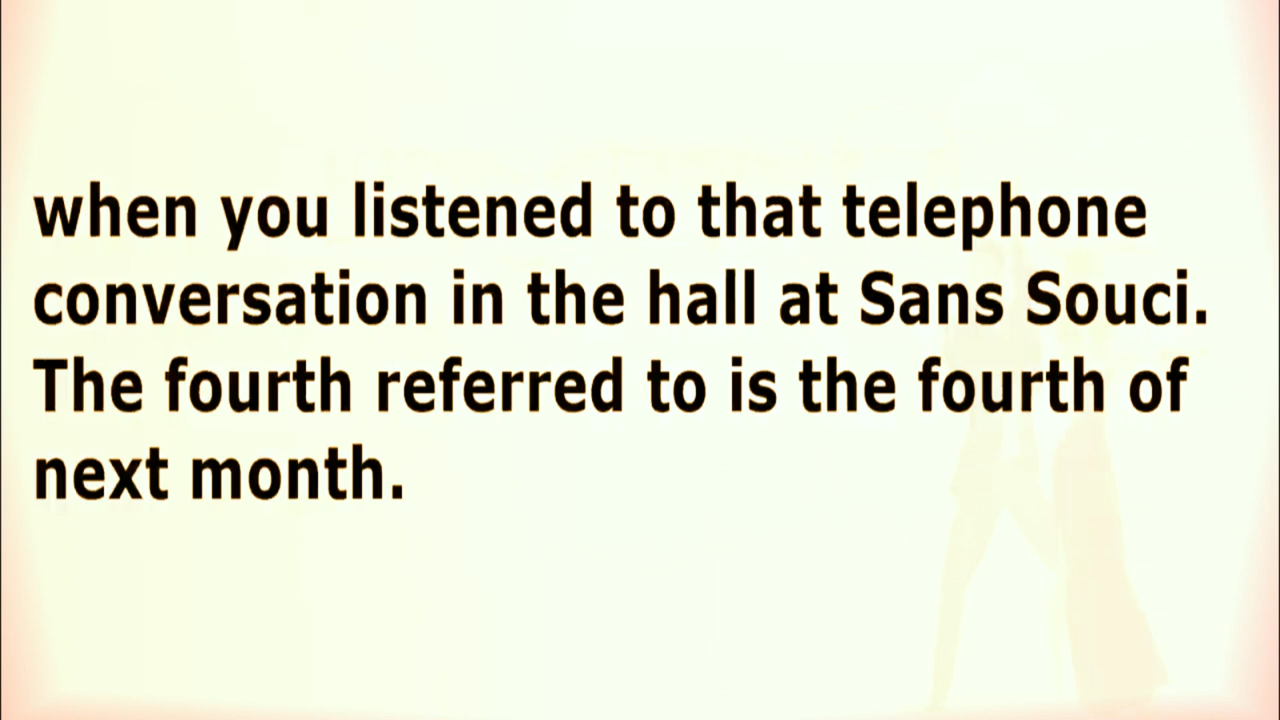 when you listened to that telephone
conversation in the hall at Sans Souci.
The fourth referred to is the fourth of
next month.